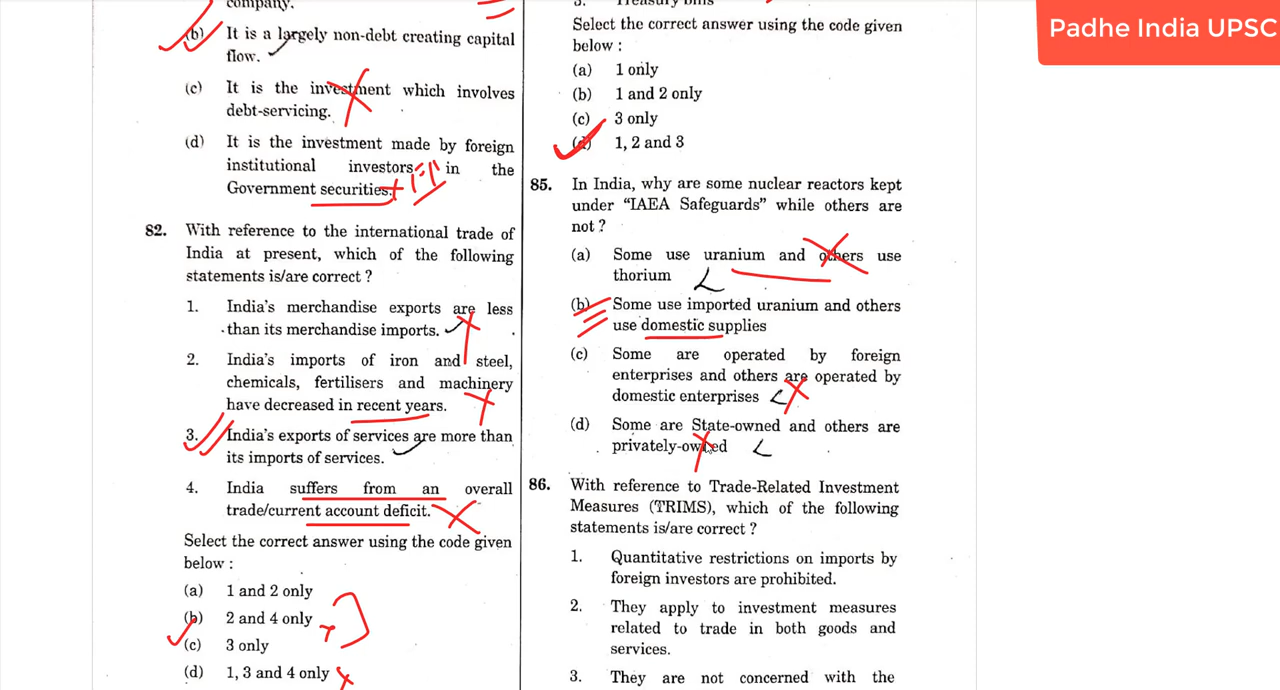 company.
(b) It is a largely non-debt creating capital
flow.
(c) It is the investment which involves
debt-servicing.
(d) It is the investment made by foreign
institutional investors in the
Government securities.
82. With reference to the international trade of
India at present, which of the following
statements is/are correct ?
1. India's merchandise exports are less
than its merchandise imports.
2. India's imports of iron and steel,
chemicals, fertilisers and machinery
have decreased in recent years.
3. India's exports of services are more than
its imports of services.
4. India suffers from an overall
trade/current account deficit.
Select the correct answer using the code given
below :
(a) 1 and 2 only
(b) 2 and 4 only
(c) 3 only
(d) 1, 3 and 4 only
3. Treasury bills
Select the correct answer using the code given
below :
(a) 1 only
(b) 1 and 2 only
(c) 3 only
(d) 1, 2 and 3
85. In India, why are some nuclear reactors kept
under “IAEA Safeguards” while others are
not ?
(a) Some use uranium and others use
thorium
(b) Some use imported uranium and others
use domestic supplies
(c) Some are operated by foreign
enterprises and others are operated by
domestic enterprises
(d) Some are State-owned and others are
privately-owned
86. With reference to Trade-Related Investment
Measures (TRIMS), which of the following
statements is/are correct ?
1. Quantitative restrictions on imports by
foreign investors are prohibited.
2. They apply to investment measures
related to trade in both goods and
services.
3. They are not concerned with the
Padhe India UPSC